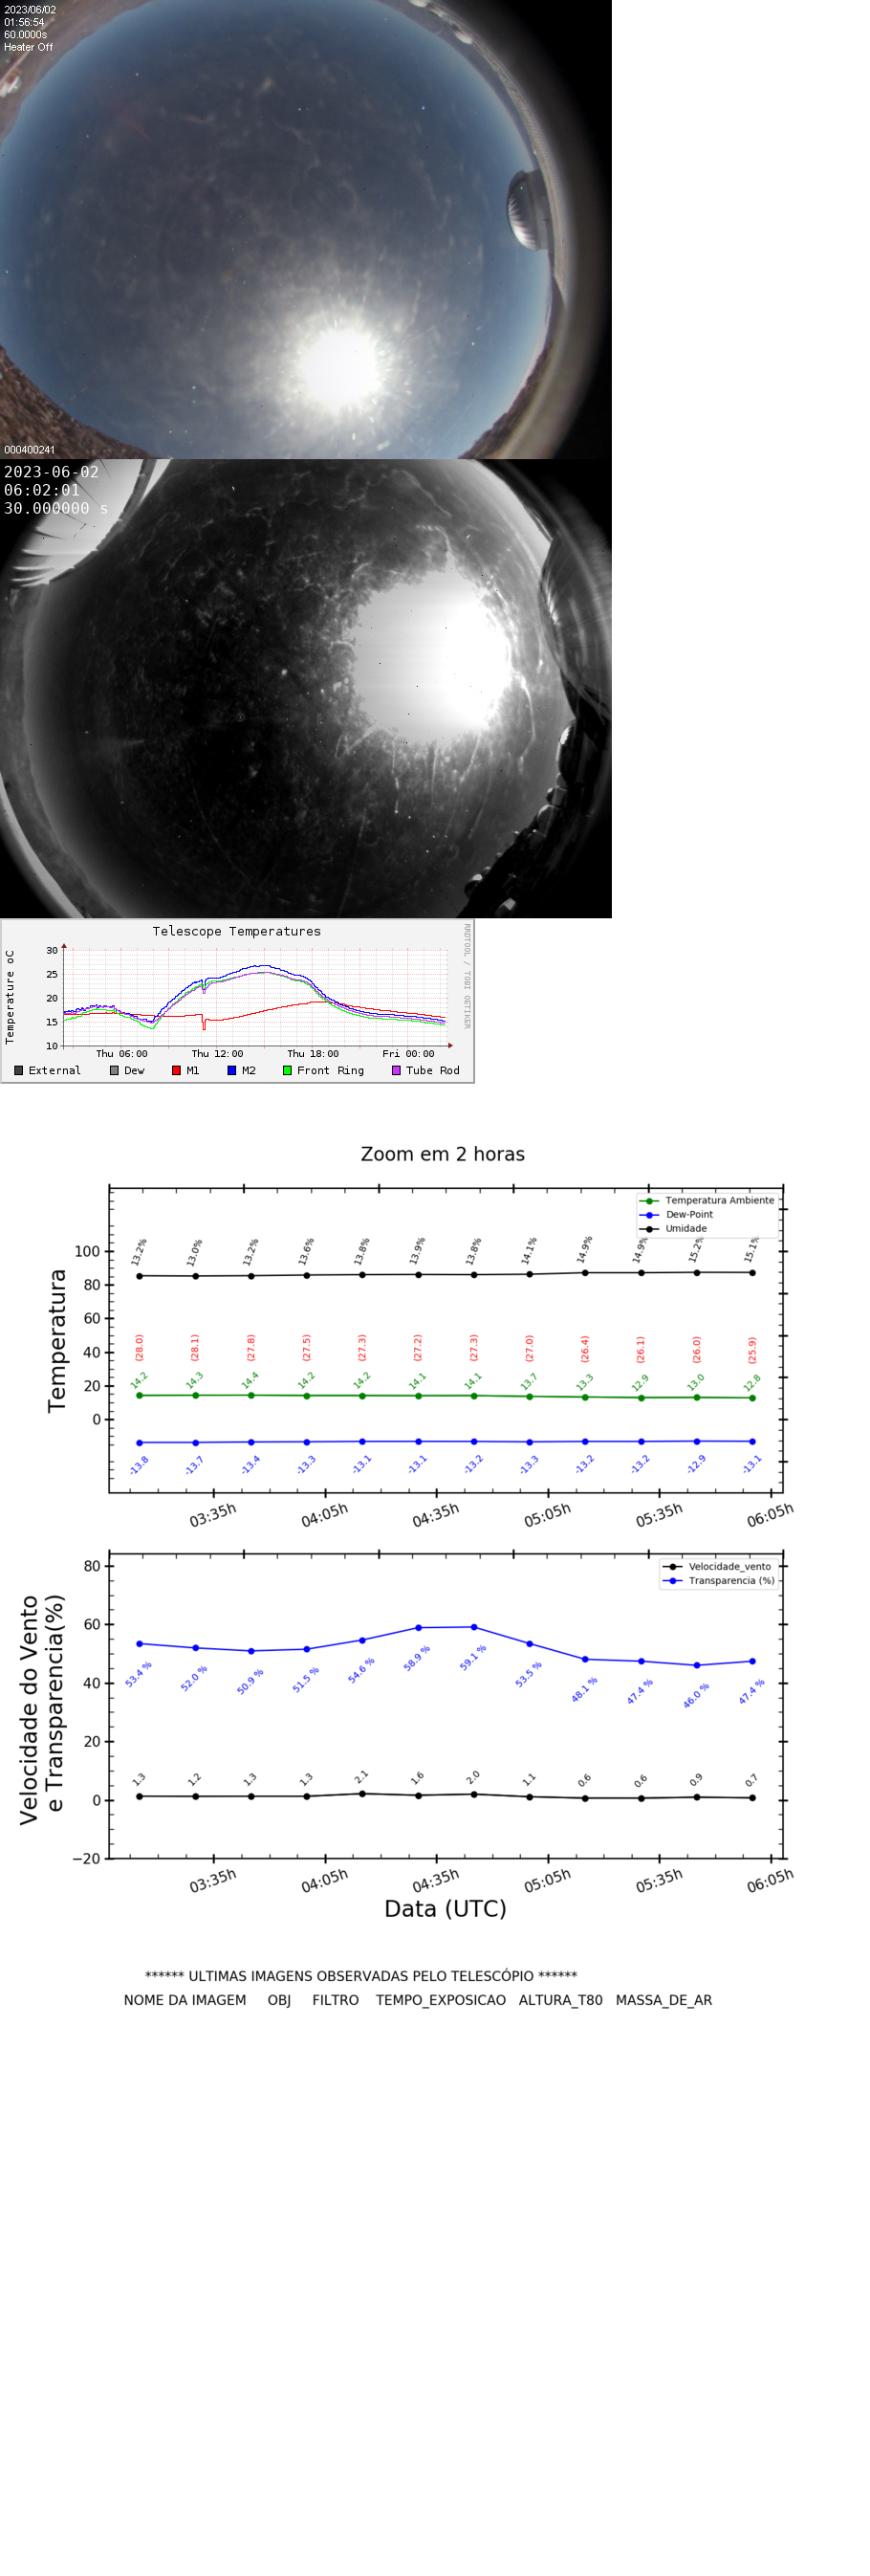 2023/06/02
01:56:54
60.0000s
Heater Off
000400241
2023-06-02
06:02:01
30.000000 s
Telescope Temperatures
RRDTOOL / TOBI OETIKER
Temperature oC
30
25
20
15
10
Thu 06:00 Thu 12:00 Thu 18:00 Fri 00:00
External Dew M1 M2 Front Ring Tube Rod
Zoom em 2 horas
Temperatura Ambiente
Dew-Point
Umidade
Temperatura
100
80
60
40
20
0
13.2% 13.0% 13.2% 13.6% 13.8% 13.9% 13.8% 14.1% 14.9% 14.9% 15.2% 15.1%
(28.0) (28.1) (27.8) (27.5) (27.3) (27.2) (27.3) (27.0) (26.4) (26.1) (26.0) (25.9)
14.2 14.3 14.4 14.2 14.2 14.1 14.1 13.7 13.3 12.9 13.0 12.8
-13.8 -13.7 -13.4 -13.3 -13.1 -13.1 -13.2 -13.3 -13.2 -13.2 -12.9 -13.1
03:35h 04:05h 04:35h 05:05h 05:35h 06:05h
Velocidade_vento
Transparencia (%)
Velocidade do Vento
e Transparencia(%)
80
60
40
20
0
−20
53.4 % 52.0 % 50.9 % 51.5 % 54.6 % 58.9 % 59.1 % 53.5 % 48.1 % 47.4 % 46.0 % 47.4 %
1.3 1.2 1.3 1.3 2.1 1.6 2.0 1.1 0.6 0.6 0.9 0.7
03:35h 04:05h 04:35h 05:05h 05:35h 06:05h
Data (UTC)
****** ULTIMAS IMAGENS OBSERVADAS PELO TELESCÓPIO ******
NOME DA IMAGEM OBJ FILTRO TEMPO_EXPOSICAO ALTURA_T80 MASSA_DE_AR